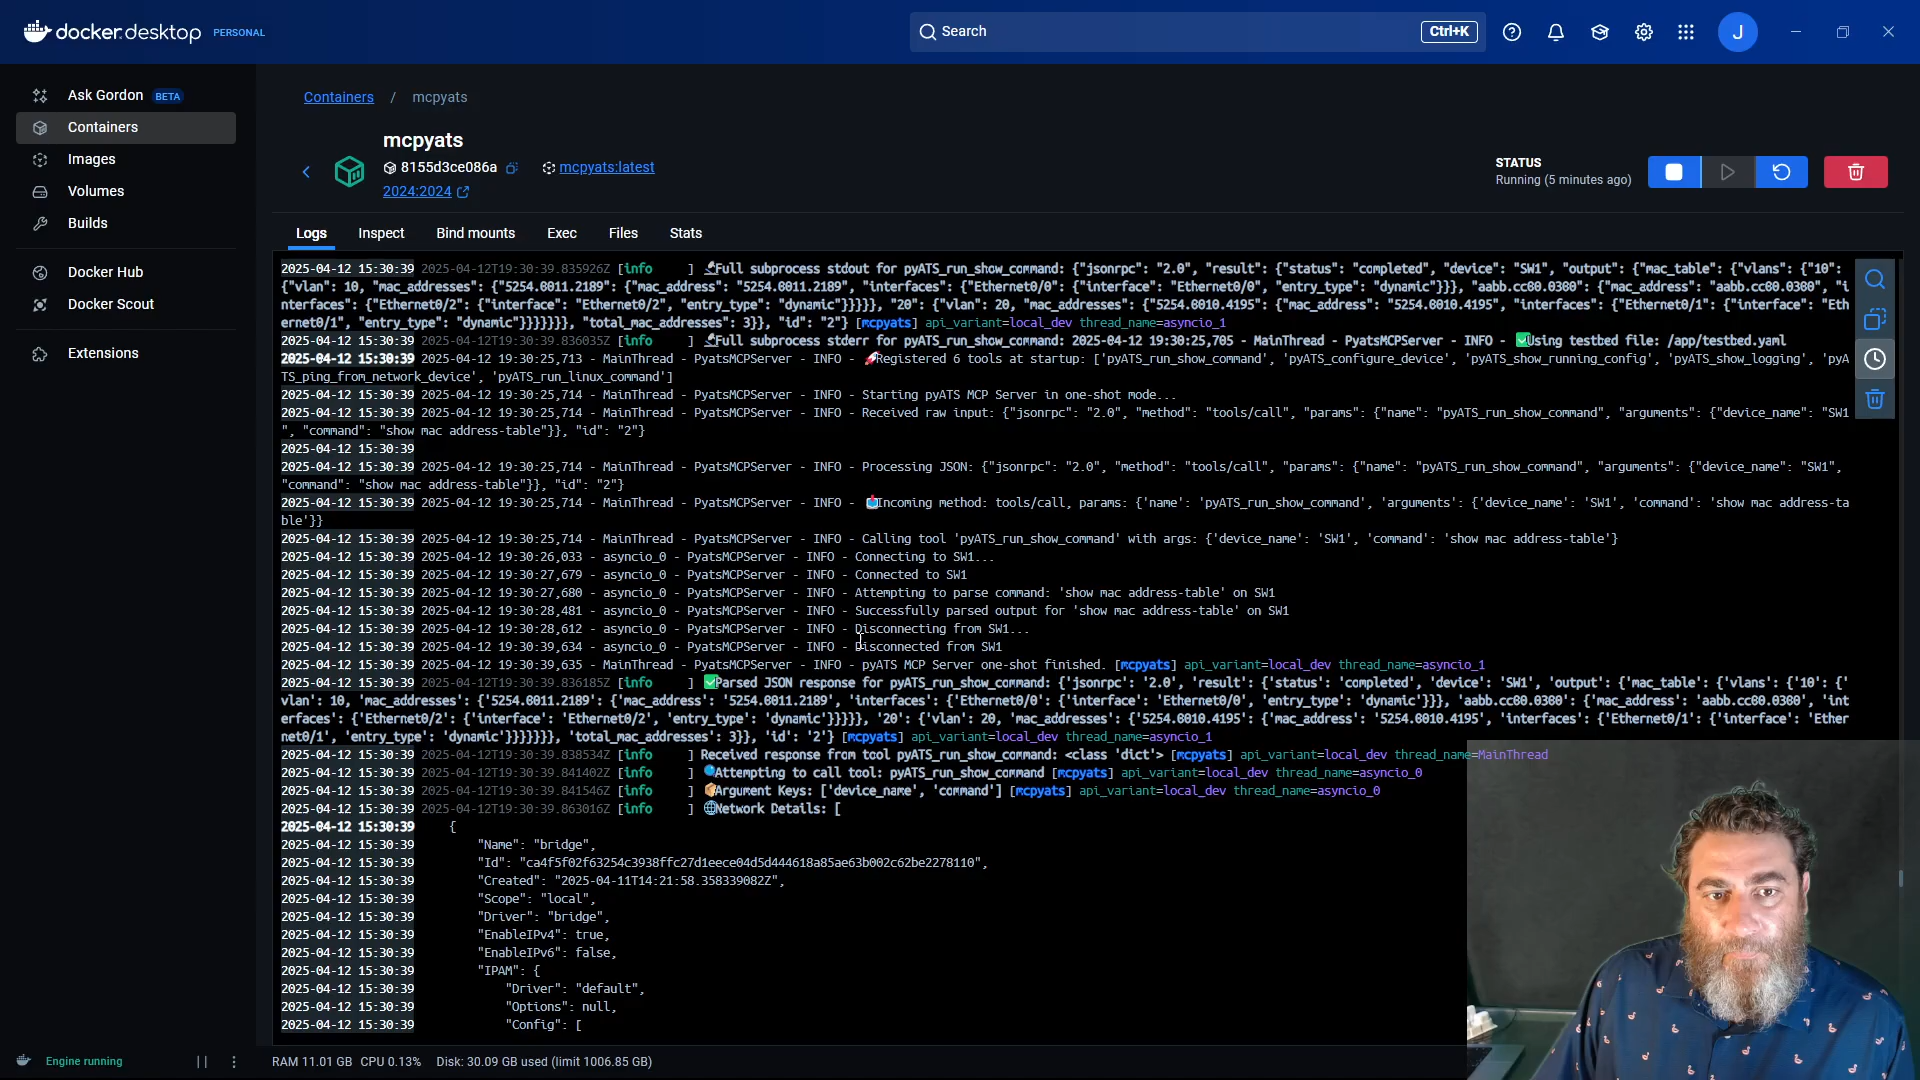 docker.desktop PERSONAL
Search Ctrl+K
J
Ask Gordon BETA
Containers
Images
Volumes
Builds
Docker Hub
Docker Scout
Extensions
Containers / mcpyats
mcpyats
8155d3ce086a mcpyats:latest
2024:2024
STATUS
Running (5 minutes ago)
Logs Inspect Bind mounts Exec Files Stats
2025-04-12 15:30:39 2025-04-12T19:30:39.835926Z [info ] Full subprocess stdout for pyATS_run_show_command: {"jsonrpc": "2.0", "result": {"status": "completed", "device": "SW1", "output": {"mac_table": {"vlans": {"10":
{"vlan": 10, "mac_addresses": {"5254.0011.2189": {"mac_address": "5254.0011.2189", "interfaces": {"Ethernet0/0": {"interface": "Ethernet0/0", "entry_type": "dynamic"}}}, "aabb.cc00.0300": {"mac_address": "aabb.cc00.0300", "i
nterfaces": {"Ethernet0/2": {"interface": "Ethernet0/2", "entry_type": "dynamic"}}}}}, "20": {"vlan": 20, "mac_addresses": {"5254.0010.4195": {"mac_address": "5254.0010.4195", "interfaces": {"Ethernet0/1": {"interface": "Eth
ernet0/1", "entry_type": "dynamic"}}}}}}}, "total_mac_addresses": 3}}, "id": "2"} [mcpyats] api_variant=local_dev thread_name=asyncio_1
2025-04-12 15:30:39 2025-04-12T19:30:39.836035Z [info ] Full subprocess stderr for pyATS_run_show_command: 2025-04-12 19:30:25,705 - MainThread - PyatsMCPServer - INFO - Using testbed file: /app/testbed.yaml
2025-04-12 15:30:39 2025-04-12 19:30:25,713 - MainThread - PyatsMCPServer - INFO - Registered 6 tools at startup: ['pyATS_run_show_command', 'pyATS_configure_device', 'pyATS_show_running_config', 'pyATS_show_logging', 'pyA
TS_ping_from_network_device', 'pyATS_run_linux_command']
2025-04-12 15:30:39 2025-04-12 19:30:25,714 - MainThread - PyatsMCPServer - INFO - Starting pyATS MCP Server in one-shot mode...
2025-04-12 15:30:39 2025-04-12 19:30:25,714 - MainThread - PyatsMCPServer - INFO - Received raw input: {"jsonrpc": "2.0", "method": "tools/call", "params": {"name": "pyATS_run_show_command", "arguments": {"device_name": "SW1
", "command": "show mac address-table"}}, "id": "2"}
2025-04-12 15:30:39
2025-04-12 15:30:39 2025-04-12 19:30:25,714 - MainThread - PyatsMCPServer - INFO - Processing JSON: {"jsonrpc": "2.0", "method": "tools/call", "params": {"name": "pyATS_run_show_command", "arguments": {"device_name": "SW1",
"command": "show mac address-table"}}, "id": "2"}
2025-04-12 15:30:39 2025-04-12 19:30:25,714 - MainThread - PyatsMCPServer - INFO - Incoming method: tools/call, params: {'name': 'pyATS_run_show_command', 'arguments': {'device_name': 'SW1', 'command': 'show mac address-ta
ble'}}
2025-04-12 15:30:39 2025-04-12 19:30:25,714 - MainThread - PyatsMCPServer - INFO - Calling tool 'pyATS_run_show_command' with args: {'device_name': 'SW1', 'command': 'show mac address-table'}
2025-04-12 15:30:39 2025-04-12 19:30:26,033 - asyncio_0 - PyatsMCPServer - INFO - Connecting to SW1...
2025-04-12 15:30:39 2025-04-12 19:30:27,679 - asyncio_0 - PyatsMCPServer - INFO - Connected to SW1
2025-04-12 15:30:39 2025-04-12 19:30:27,680 - asyncio_0 - PyatsMCPServer - INFO - Attempting to parse command: 'show mac address-table' on SW1
2025-04-12 15:30:39 2025-04-12 19:30:28,481 - asyncio_0 - PyatsMCPServer - INFO - Successfully parsed output for 'show mac address-table' on SW1
2025-04-12 15:30:39 2025-04-12 19:30:28,612 - asyncio_0 - PyatsMCPServer - INFO - Disconnecting from SW1...
2025-04-12 15:30:39 2025-04-12 19:30:39,634 - asyncio_0 - PyatsMCPServer - INFO - Disconnected from SW1
2025-04-12 15:30:39 2025-04-12 19:30:39,635 - MainThread - PyatsMCPServer - INFO - pyATS MCP Server one-shot finished. [mcpyats] api_variant=local_dev thread_name=asyncio_1
2025-04-12 15:30:39 2025-04-12T19:30:39.836185Z [info ] Parsed JSON response for pyATS_run_show_command: {'jsonrpc': '2.0', 'result': {'status': 'completed', 'device': 'SW1', 'output': {'mac_table': {'vlans': {'10': {'
vlan': 10, 'mac_addresses': {'5254.0011.2189': {'mac_address': '5254.0011.2189', 'interfaces': {'Ethernet0/0': {'interface': 'Ethernet0/0', 'entry_type': 'dynamic'}}}, 'aabb.cc00.0300': {'mac_address': 'aabb.cc00.0300', 'int
erfaces': {'Ethernet0/2': {'interface': 'Ethernet0/2', 'entry_type': 'dynamic'}}}}}, '20': {'vlan': 20, 'mac_addresses': {'5254.0010.4195': {'mac_address': '5254.0010.4195', 'interfaces': {'Ethernet0/1': {'interface': 'Ether
net0/1', 'entry_type': 'dynamic'}}}}}}}, 'total_mac_addresses': 3}}, 'id': '2'} [mcpyats] api_variant=local_dev thread_name=asyncio_1
2025-04-12 15:30:39 2025-04-12T19:30:39.838534Z [info ] Received response from tool pyATS_run_show_command: <class 'dict'> [mcpyats] api_variant=local_dev thread_name=MainThread
2025-04-12 15:30:39 2025-04-12T19:30:39.841402Z [info ] Attempting to call tool: pyATS_run_show_command [mcpyats] api_variant=local_dev thread_name=asyncio_0
2025-04-12 15:30:39 2025-04-12T19:30:39.841546Z [info ] Argument Keys: ['device_name', 'command'] [mcpyats] api_variant=local_dev thread_name=asyncio_0
2025-04-12 15:30:39 2025-04-12T19:30:39.863016Z [info ] Network Details: [
2025-04-12 15:30:39 {
2025-04-12 15:30:39 "Name": "bridge",
2025-04-12 15:30:39 "Id": "ca4f5f02f63254c3938ffc27d1eece04d5d444618a85ae63b002c62be2278110",
2025-04-12 15:30:39 "Created": "2025-04-11T14:21:58.358339082Z",
2025-04-12 15:30:39 "Scope": "local",
2025-04-12 15:30:39 "Driver": "bridge",
2025-04-12 15:30:39 "EnableIPv4": true,
2025-04-12 15:30:39 "EnableIPv6": false,
2025-04-12 15:30:39 "IPAM": {
2025-04-12 15:30:39 "Driver": "default",
2025-04-12 15:30:39 "Options": null,
2025-04-12 15:30:39 "Config": [
Engine running RAM 11.01 GB CPU 0.13% Disk: 30.09 GB used (limit 1006.85 GB)